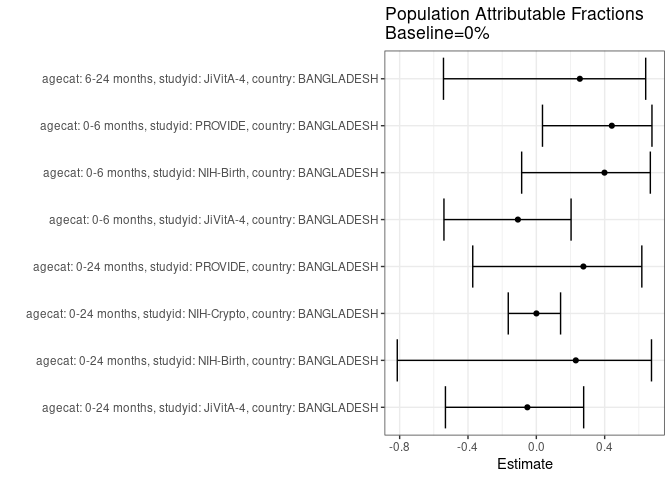 Population Attributable Fractions
Baseline=0%
agecat: 6-24 months, studyid: JiVitA-4, country: BANGLADESH
agecat: 0-6 months, studyid: PROVIDE, country: BANGLADESH
agecat: 0-6 months, studyid: NIH-Birth, country: BANGLADESH
agecat: 0-6 months, studyid: JiVitA-4, country: BANGLADESH
agecat: 0-24 months, studyid: PROVIDE, country: BANGLADESH
agecat: 0-24 months, studyid: NIH-Crypto, country: BANGLADESH
agecat: 0-24 months, studyid: NIH-Birth, country: BANGLADESH
agecat: 0-24 months, studyid: JiVitA-4, country: BANGLADESH
-0.8 -0.4 0.0 0.4
Estimate